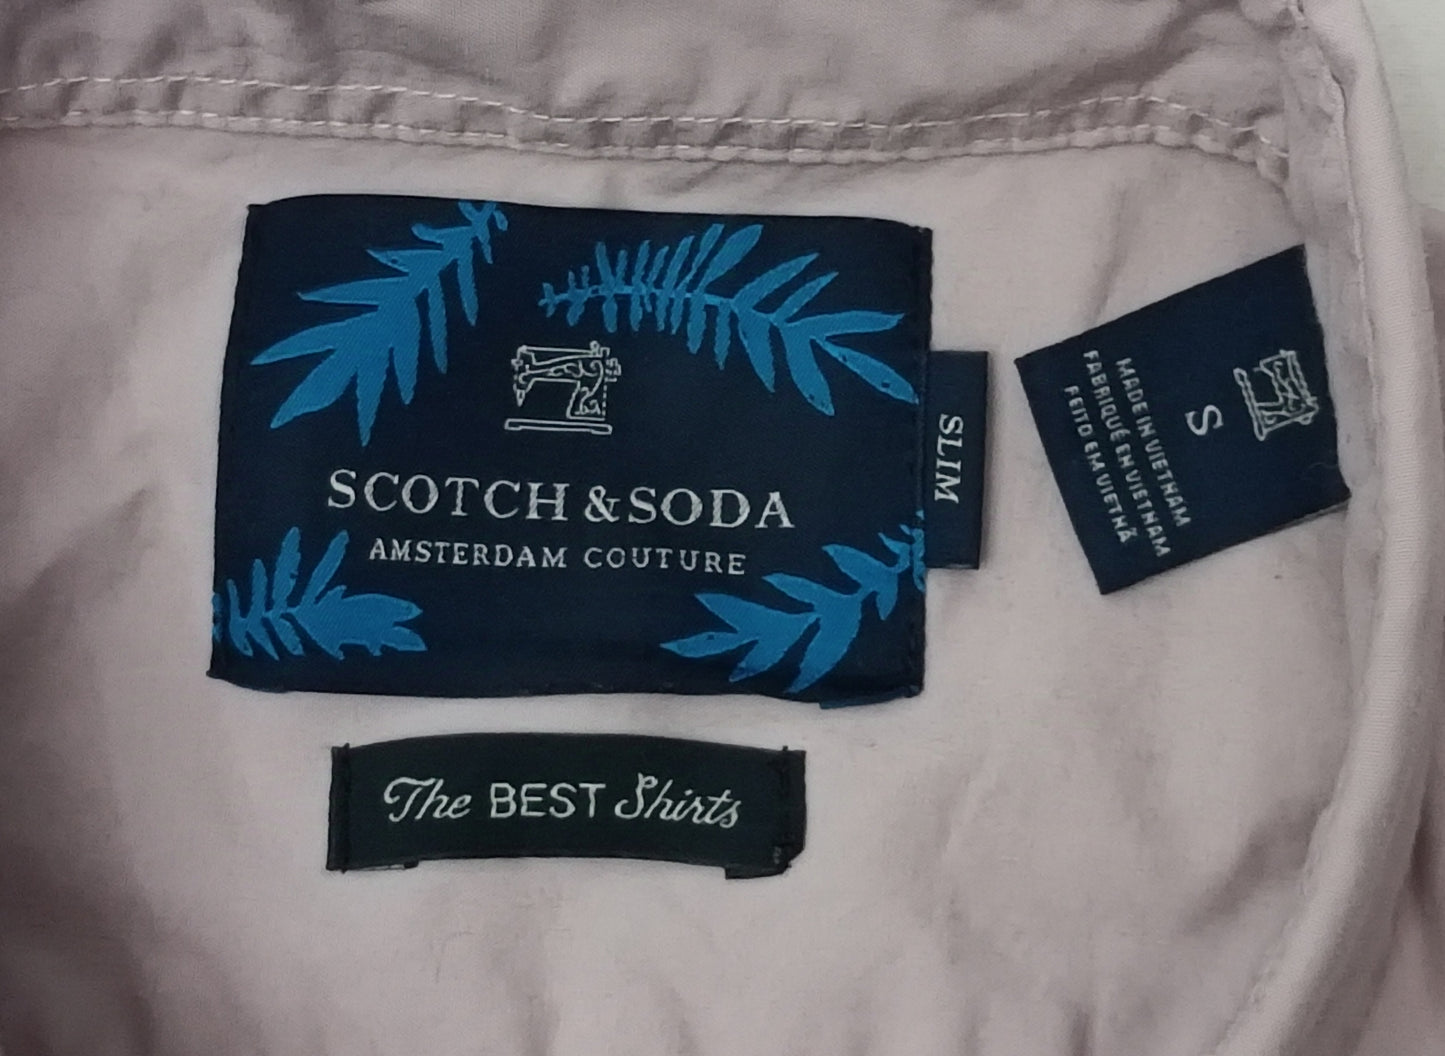 SCOTCH & SODA
AMSTERDAM COUTURE
SLIM
The BEST Shirts
S
MADE IN VIETNAM
FABRIQUÉ EN VIETNAM
FEITO EM VIETNÃ